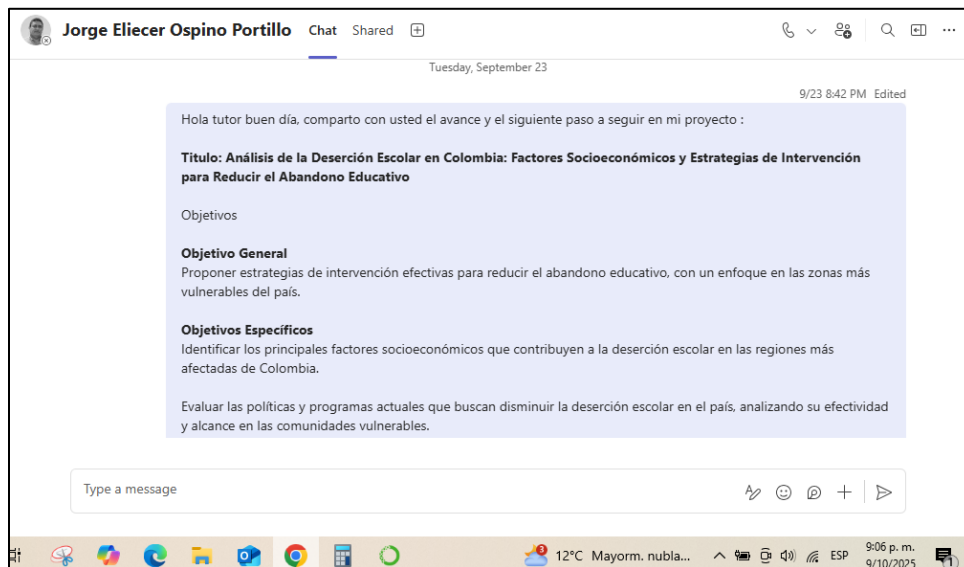 Jorge Eliecer Ospino Portillo Chat Shared
Tuesday, September 23
9/23 8:42 PM Edited
Hola tutor buen día, comparto con usted el avance y el siguiente paso a seguir en mi proyecto :
Titulo: Análisis de la Deserción Escolar en Colombia: Factores Socioeconómicos y Estrategias de Intervención
para Reducir el Abandono Educativo
Objetivos
Objetivo General
Proponer estrategias de intervención efectivas para reducir el abandono educativo, con un enfoque en las zonas más
vulnerables del país.
Objetivos Específicos
Identificar los principales factores socioeconómicos que contribuyen a la deserción escolar en las regiones más
afectadas de Colombia.
Evaluar las políticas y programas actuales que buscan disminuir la deserción escolar en el país, analizando su efectividad
y alcance en las comunidades vulnerables.
Type a message
3 12°C Mayorm. nubla... ESP 9:06 p. m.
9/10/2025 1